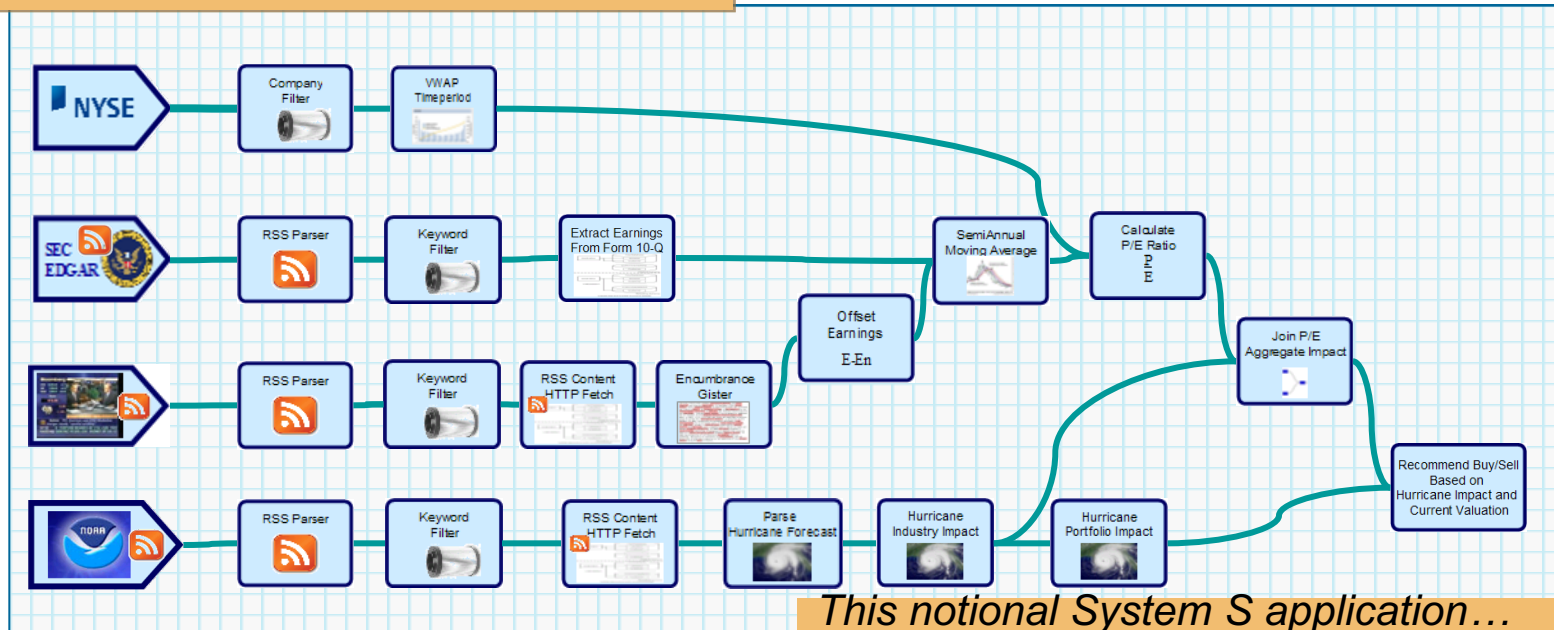 NYSE
Company
Filter
VWAP
Timeperiod
SEC
EDGAR
RSS Parser
Keyword
Filter
Extract Earnings
From Form 10-Q
SemiAnnual
Moving Average
Calculate
P/E Ratio
P
E
Offset
Earnings
E-En
Join P/E
Aggregate Impact
RSS Parser
Keyword
Filter
RSS Content
HTTP Fetch
Encumbrance
Gister
Recommend Buy/Sell
Based on
Hurricane Impact and
Current Valuation
NOAA
RSS Parser
Keyword
Filter
RSS Content
HTTP Fetch
Parse
Hurricane Forecast
Hurricane
Industry Impact
Hurricane
Portfolio Impact
This notional System S application…